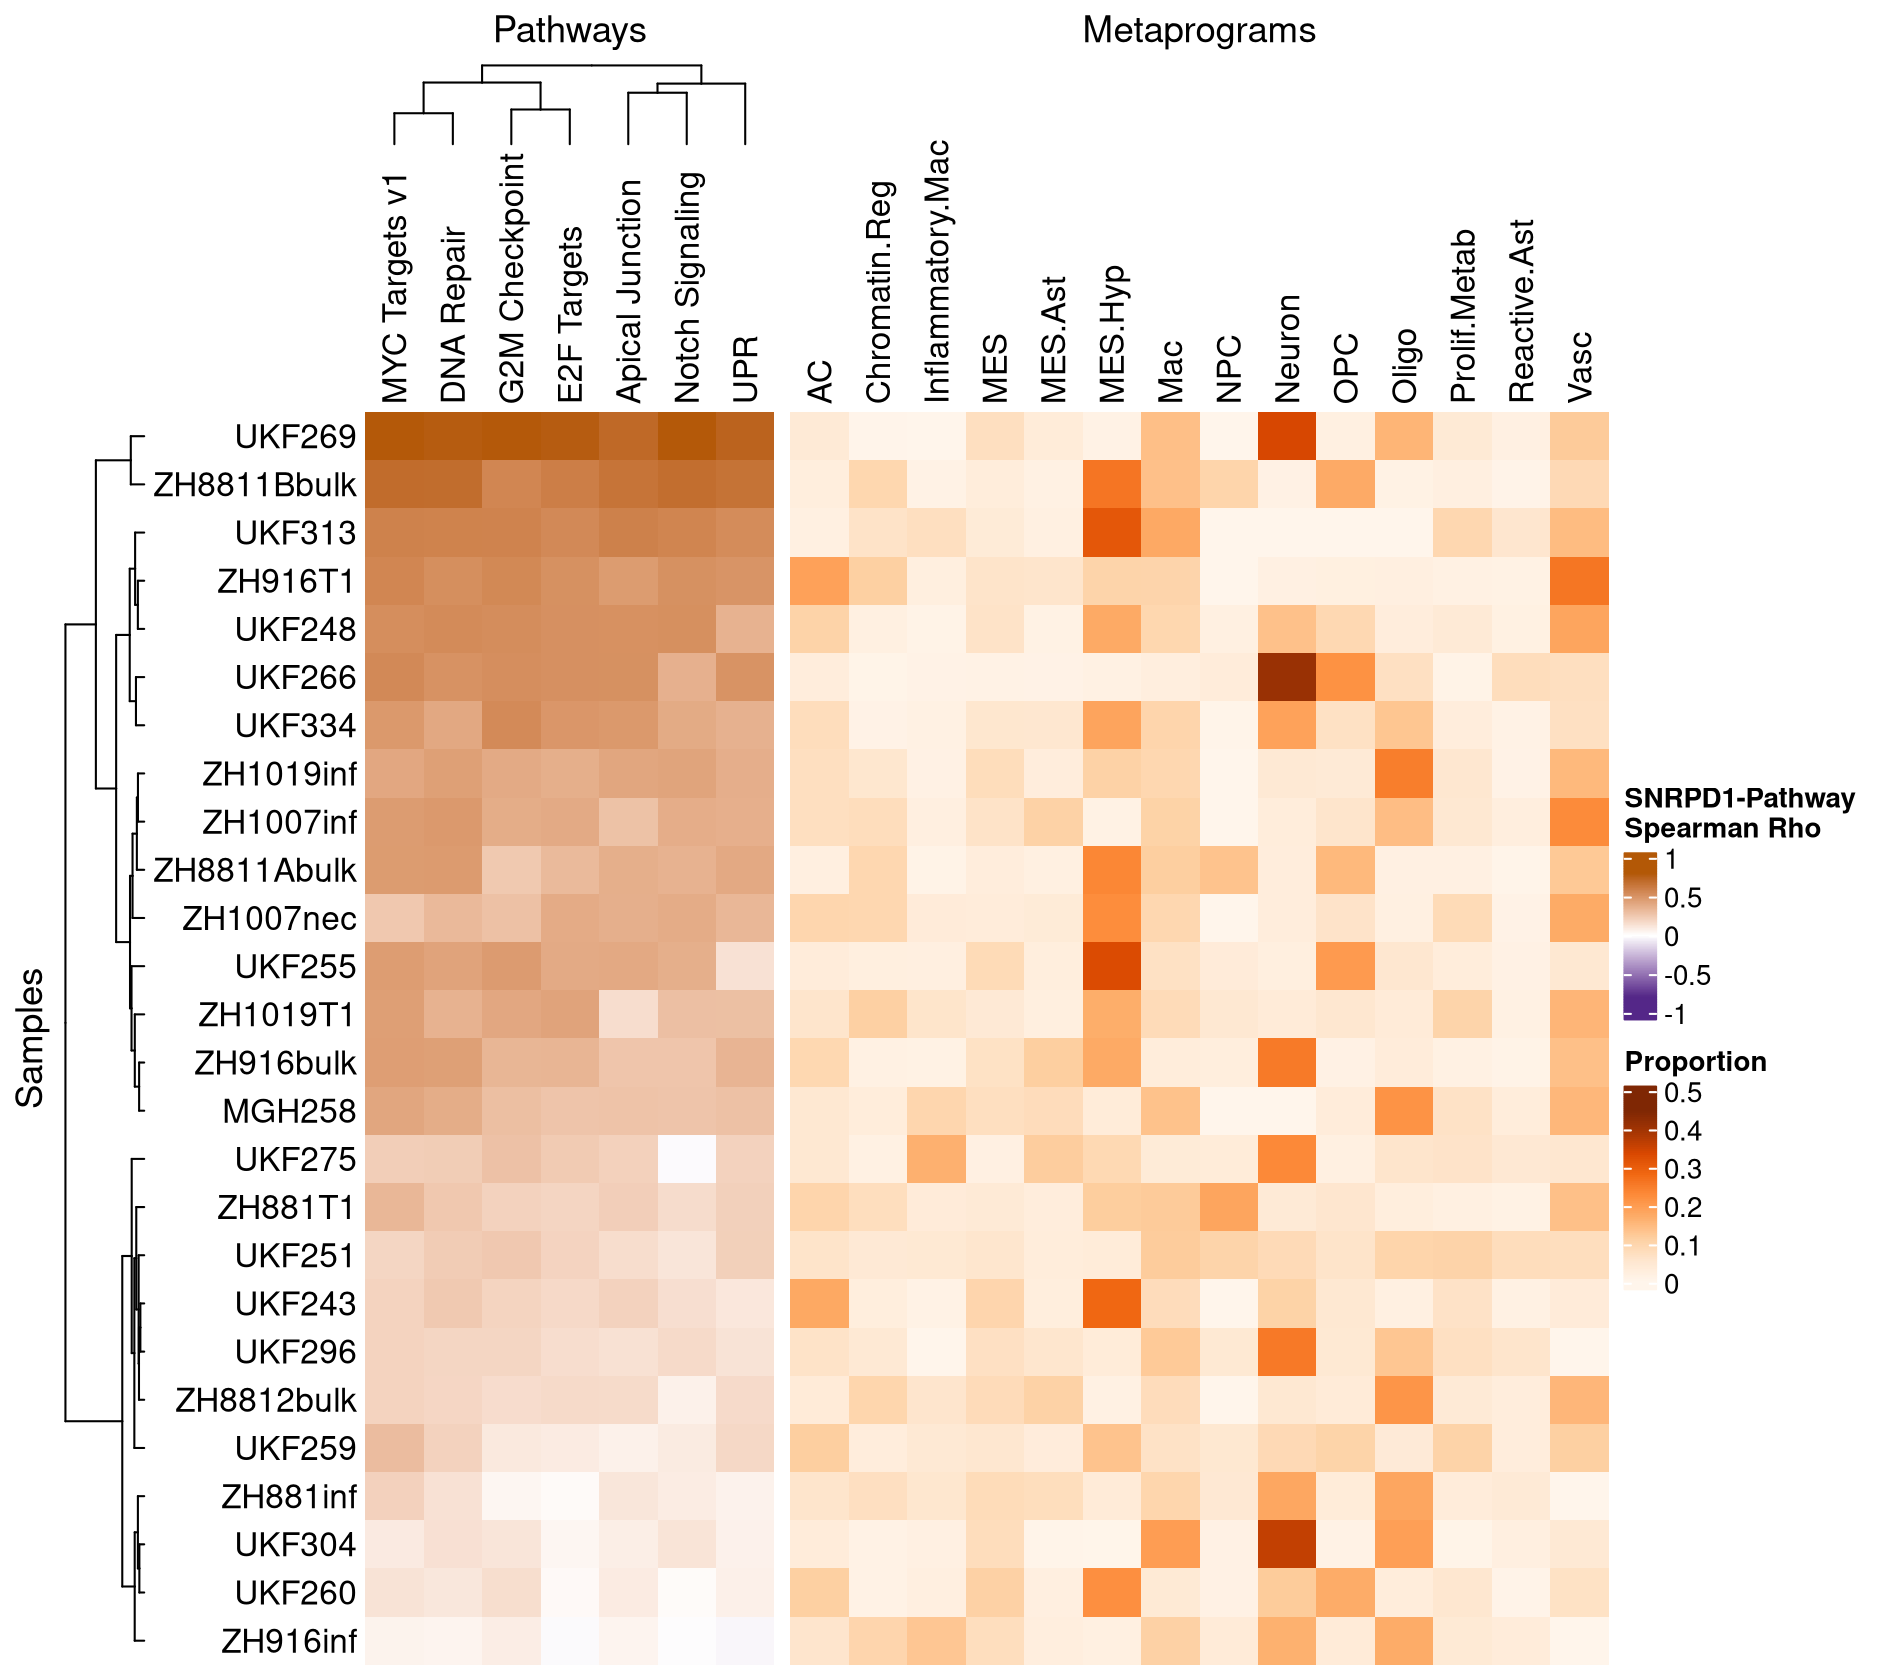 Pathways
Metaprograms
MYC Targets v1
DNA Repair
G2M Checkpoint
E2F Targets
Apical Junction
Notch Signaling
UPR
AC
Chromatin.Reg
Inflammatory.Mac
MES
MES.Ast
MES.Hyp
Mac
NPC
Neuron
OPC
Oligo
Prolif.Metab
Reactive.Ast
Vasc
Samples
UKF269
ZH8811Bbulk
UKF313
ZH916T1
UKF248
UKF266
UKF334
ZH1019inf
ZH1007inf
ZH8811Abulk
ZH1007nec
UKF255
ZH1019T1
ZH916bulk
MGH258
UKF275
ZH881T1
UKF251
UKF243
UKF296
ZH8812bulk
UKF259
ZH881inf
UKF304
UKF260
ZH916inf
SNRPD1-Pathway
Spearman Rho
1
0.5
0
-0.5
-1
Proportion
0.5
0.4
0.3
0.2
0.1
0